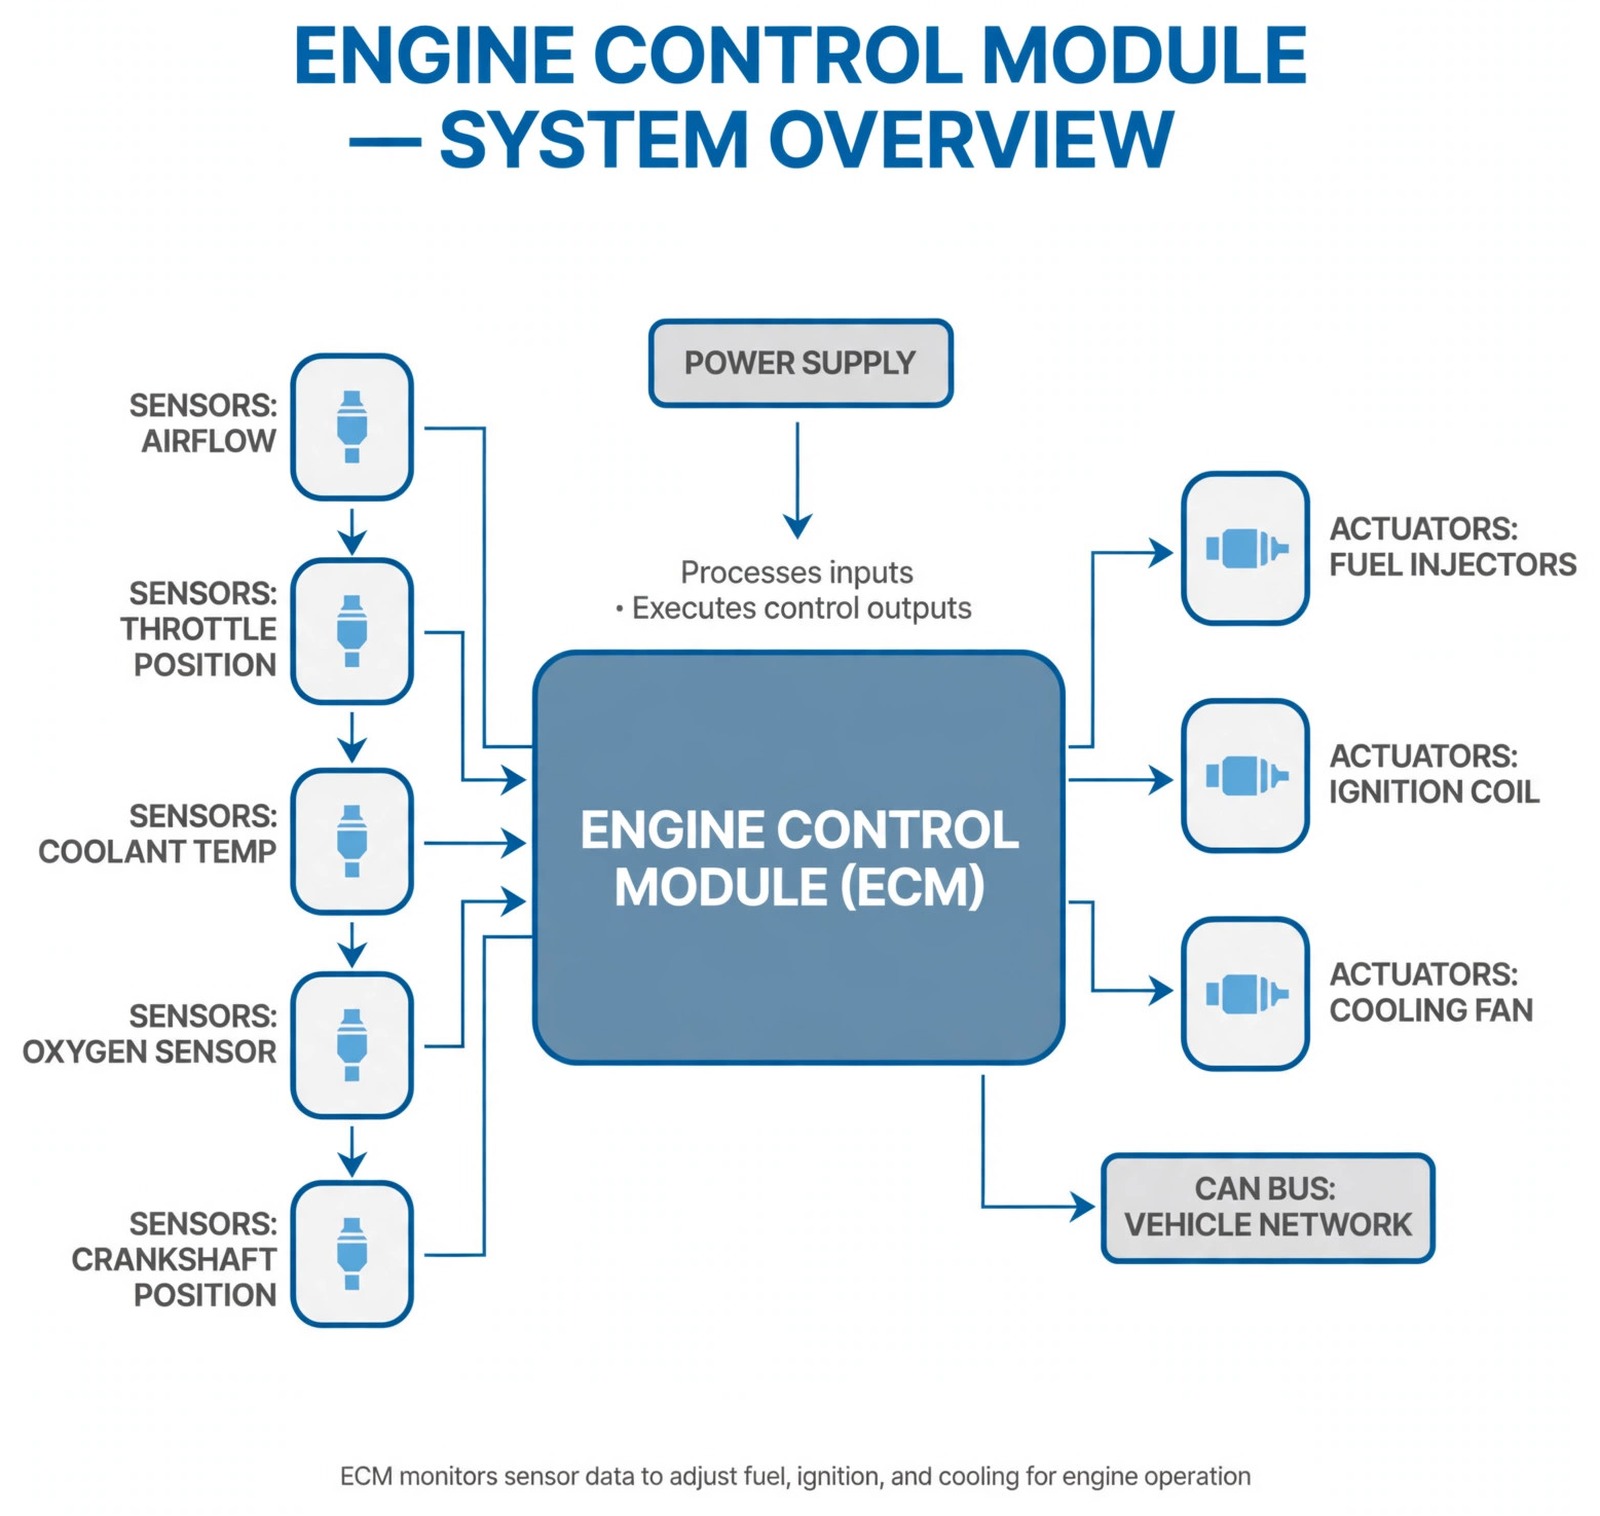 ENGINE CONTROL MODULE
— SYSTEM OVERVIEW
POWER SUPPLY
Processes inputs
• Executes control outputs
SENSORS:
AIRFLOW
SENSORS:
THROTTLE
POSITION
SENSORS:
COOLANT TEMP
SENSORS:
OXYGEN SENSOR
SENSORS:
CRANKSHAFT
POSITION
ENGINE CONTROL
MODULE (ECM)
ACTUATORS:
FUEL INJECTORS
ACTUATORS:
IGNITION COIL
ACTUATORS:
COOLING FAN
CAN BUS:
VEHICLE NETWORK
ECM monitors sensor data to adjust fuel, ignition, and cooling for engine operation